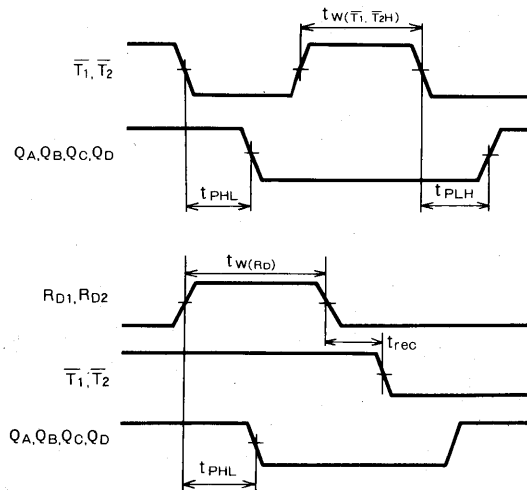 tW(T̅1, T̅2H)
T̅1, T̅2
QA,QB,QC,QD
tPHL
tPLH
tW(RD)
RD1,RD2
trec
T̅1,T̅2
QA,QB,QC,QD
tPHL